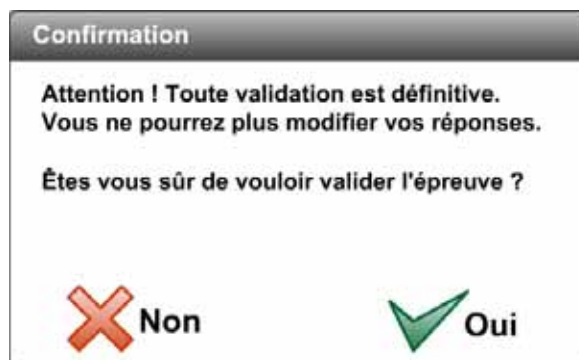 Confirmation
Attention ! Toute validation est définitive.
Vous ne pourrez plus modifier vos réponses.
Êtes vous sûr de vouloir valider l'épreuve ?
Non
Oui